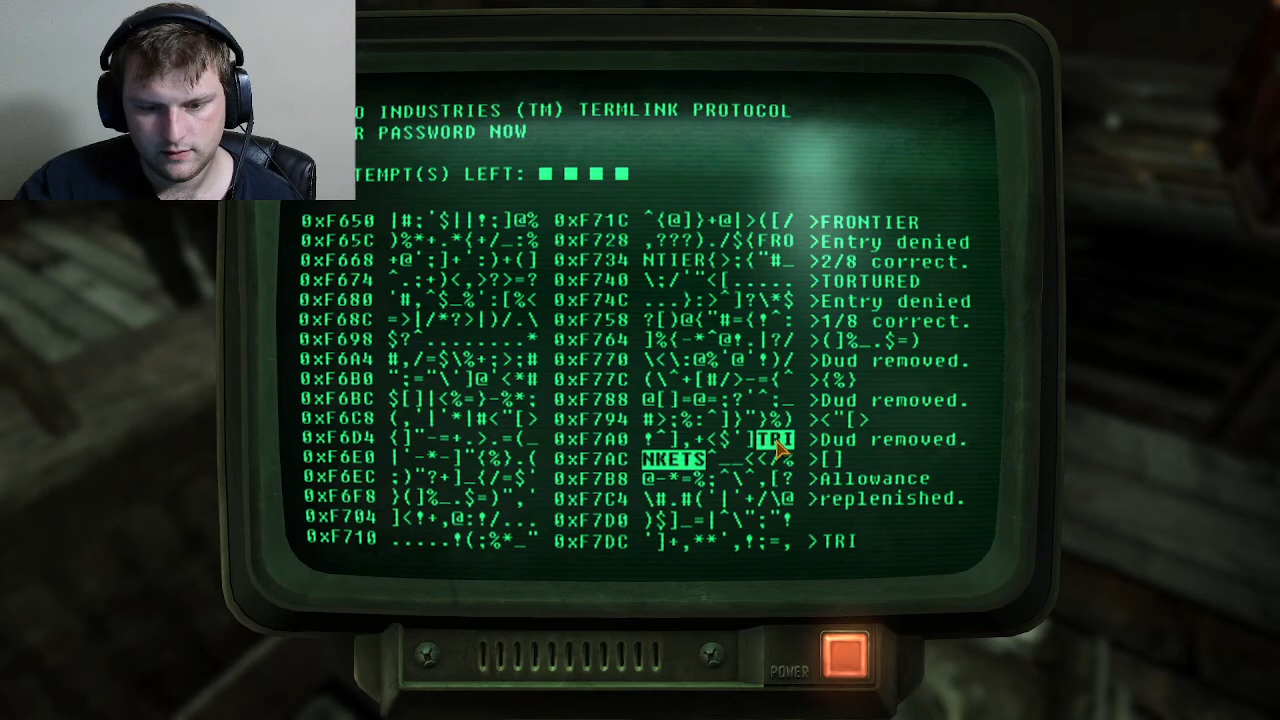 O INDUSTRIES (TM) TERMLINK PROTOCOL
R PASSWORD NOW
TEMPT(S) LEFT:
0xF650 |#:'$||!;]@% 0xF71C ^{@]}+@|>([/ >FRONTIER
0xF65C )%*+.*{+/_:% 0xF728 ,???)./${FRO >Entry denied
0xF668 +@';]+':)+(] 0xF734 NTIER{>;{"#_ >2/8 correct.
0xF674 ^.:+)<,>?>=? 0xF740 \:/'"<[..... >TORTURED
0xF680 '#,^$_%':[%< 0xF74C ...}:>^]?\*$ >Entry denied
0xF68C =>|/*?>|)/.\ 0xF758 ?[)@{"#={!^: >1/8 correct.
0xF698 $?^........* 0xF764 ]%{-*^@!.|?/ >(]%_.$=)
0xF6A4 #,/=$\%+;>;# 0xF770 \<\:@%'@'!)/ >Dud removed.
0xF6B0 ";="\']@'<*# 0xF77C (\^+[#/>-={^ >{%}
0xF6BC $[]|<%=}-%*; 0xF788 @[]=@=;?'^:_ >Dud removed.
0xF6C8 (,'|'*|#<"[> 0xF794 #>;%:^]}"}%) ><"[>
0xF6D4 {]"-=+.>.=(_ 0xF7A0 !^],+<$']TRI >Dud removed.
0xF6E0 |'-*-]"{%}.( 0xF7AC NKETS^__<</% >[]
0xF6EC ;)"?+]_{/=$' 0xF7B8 @-*=%;^\^,[? >Allowance
0xF6F8 }(]%_.$=)",' 0xF7C4 \#.#('|'+/\@ >replenished.
0xF704 ]<!+,@:!/... 0xF7D0 )$]_=|^\";"!
0xF710 .....!(;%*_" 0xF7DC ']+,**',!;=, >TRI
POWER